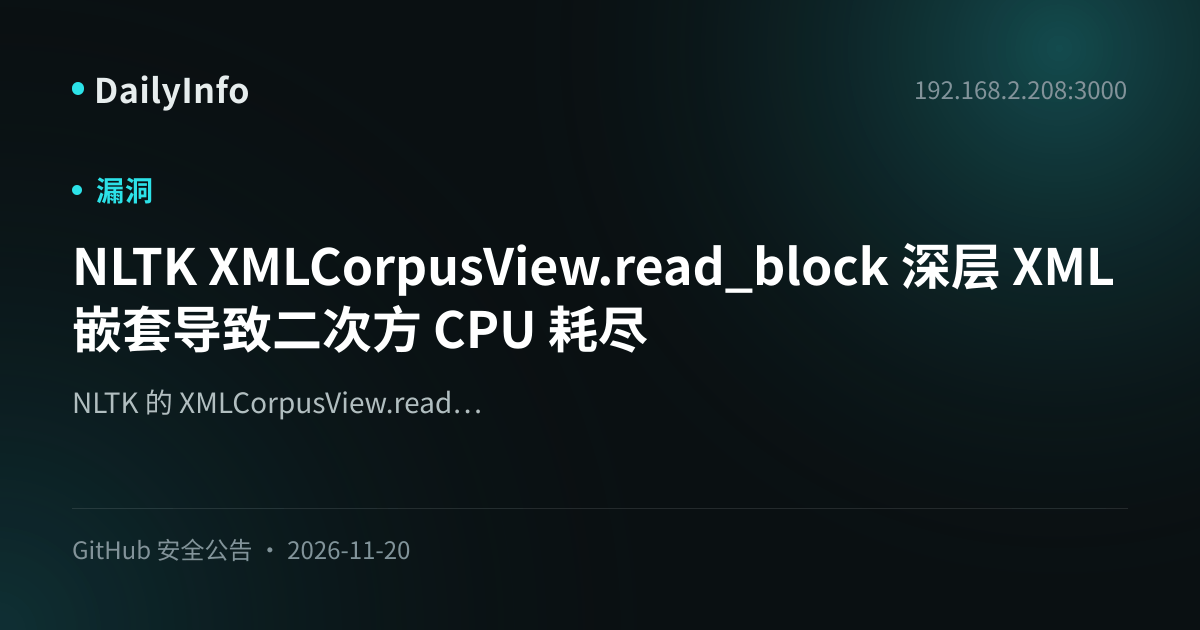 DailyInfo
192.168.2.208:3000
漏洞
NLTK XMLCorpusView.read_block 深层 XML
嵌套导致二次方 CPU 耗尽
NLTK 的 XMLCorpusView.read…
GitHub 安全公告 · 2026-11-20